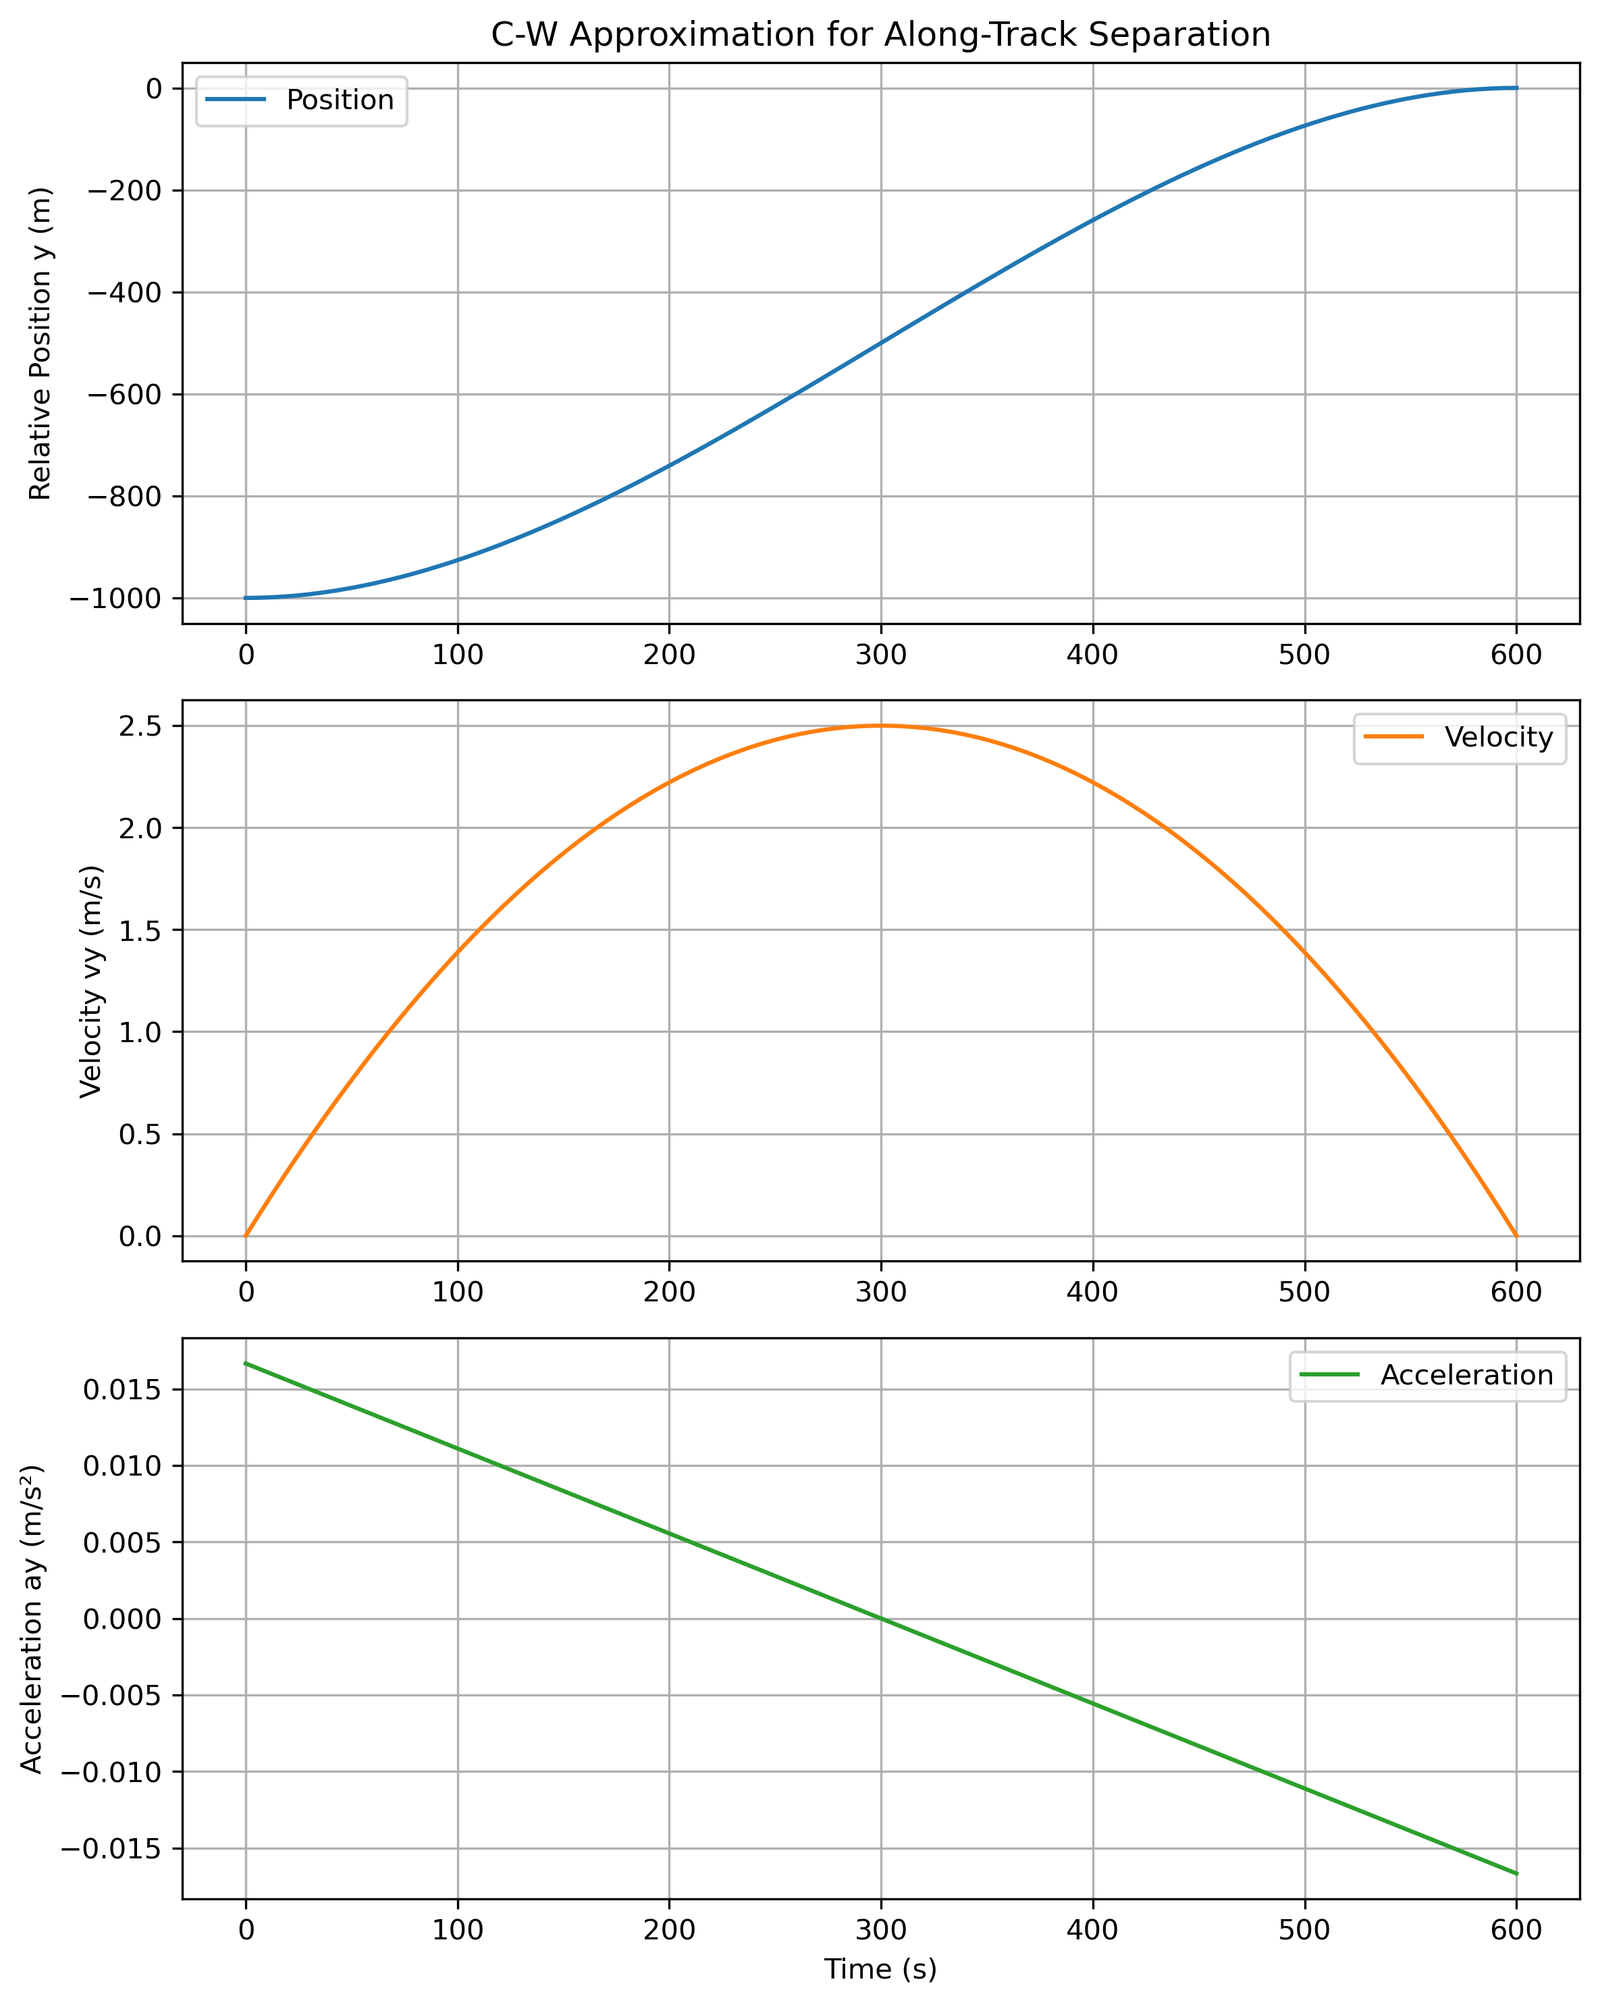 C-W Approximation for Along-Track Separation
Position
0
−200
−400
−600
−800
−1000
Relative Position y (m)
0 100 200 300 400 500 600
Velocity
2.5
2.0
1.5
1.0
0.5
0.0
Velocity vy (m/s)
0 100 200 300 400 500 600
Acceleration
0.015
0.010
0.005
0.000
−0.005
−0.010
−0.015
Acceleration ay (m/s²)
0 100 200 300 400 500 600
Time (s)